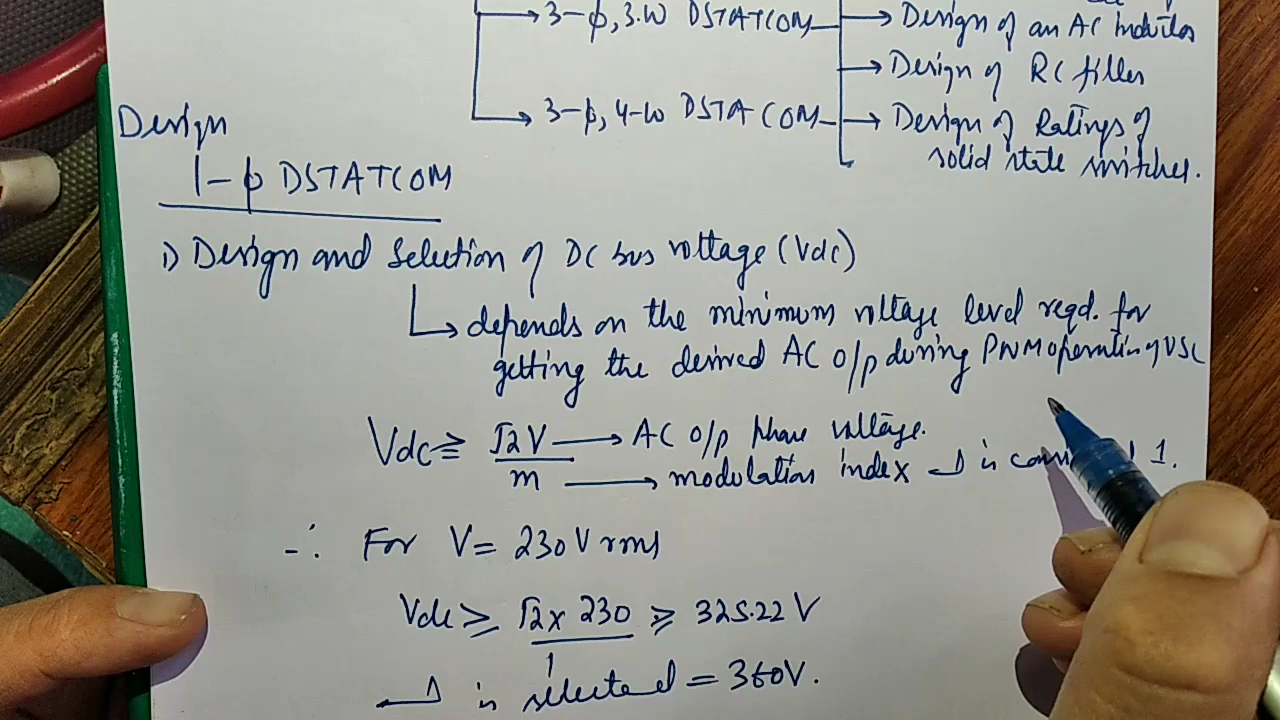 → 3-ϕ, 3-W DSTATCOM → Design of an AC Inductor
→ Design of RC filter
→ 3-ϕ, 4-W DSTATCOM → Design of Ratings of
solid state switches.
Design
1-ϕ DSTATCOM
i) Design and Selection of DC bus voltage (Vdc)
↳ depends on the minimum voltage level reqd. for
getting the desired AC o/p during PWM operating VSC
Vdc ≥ √2 V / m
V → AC o/p phase voltage.
m → modulation index → is 1.
∴ For V = 230 V rms
Vdc ≥ √2 x 230 / 1 ≥ 325.22 V
→ is selected = 360V.